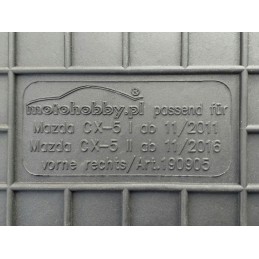 ®
motohobby.pl passend für
Mazda CX-5 I ab 11/2011
Mazda CX-5 II ab 11/2016
vorne rechts/Art.190905